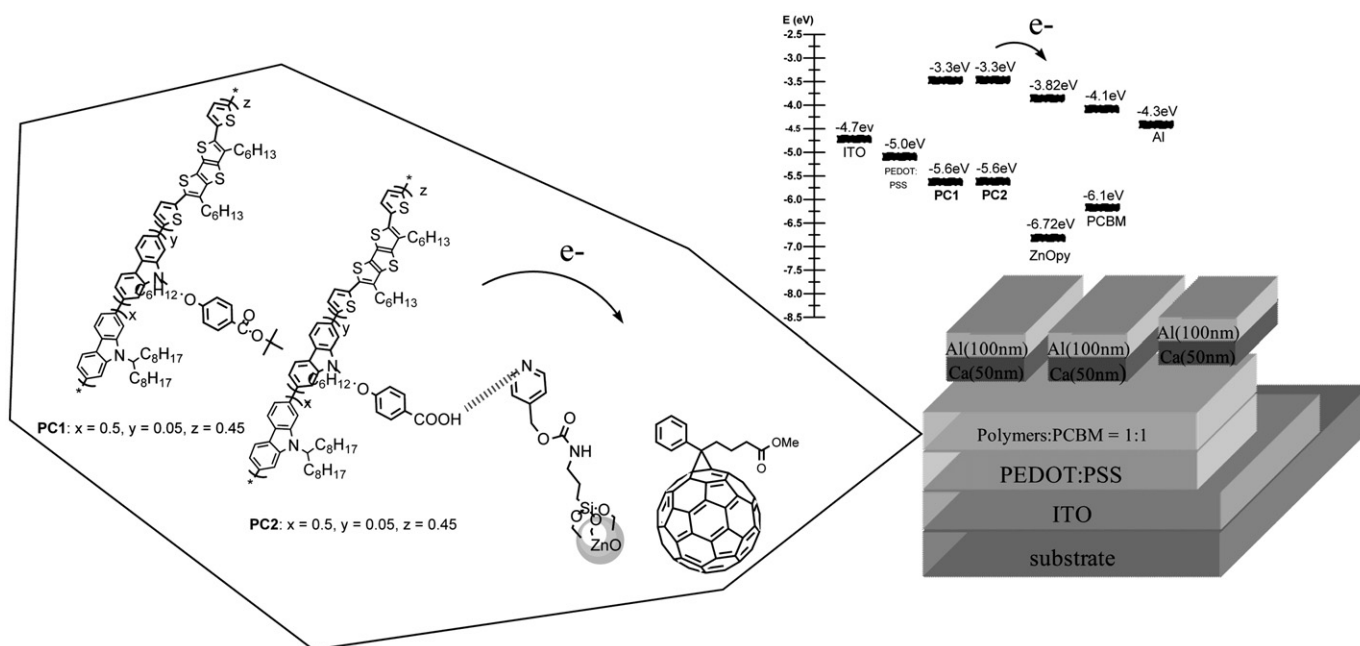 E (eV)
-2.5
-3.0
-3.5
-4.0
-4.5
-5.0
-5.5
-6.0
-6.5
-7.0
-7.5
-8.0
-8.5
e-
-3.3eV
-3.3eV
-3.82eV
-4.1eV
-4.3eV
Al
-4.7ev
ITO
-5.0eV
PEDOT:
PSS
-5.6eV
PC1
-5.6eV
PC2
-6.1eV
PCBM
-6.72eV
ZnOpy
* z
S
C6H13
S
S
S
C6H13
S
y
N
C6H12
O
x
O
C
O
N
C8H17
C8H17
*
PC1: x = 0.5, y = 0.05, z = 0.45
* z
S
C6H13
S
S
S
C6H13
S
y
N
C6H12
O
x
COOH
N
C8H17
C8H17
*
PC2: x = 0.5, y = 0.05, z = 0.45
e-
N
O
O
NH
Si
O
O
O
ZnO
OMe
O
Al(100nm)
Ca(50nm)
Al(100nm)
Ca(50nm)
Al(100nm)
Ca(50nm)
Polymers:PCBM = 1:1
PEDOT:PSS
ITO
substrate